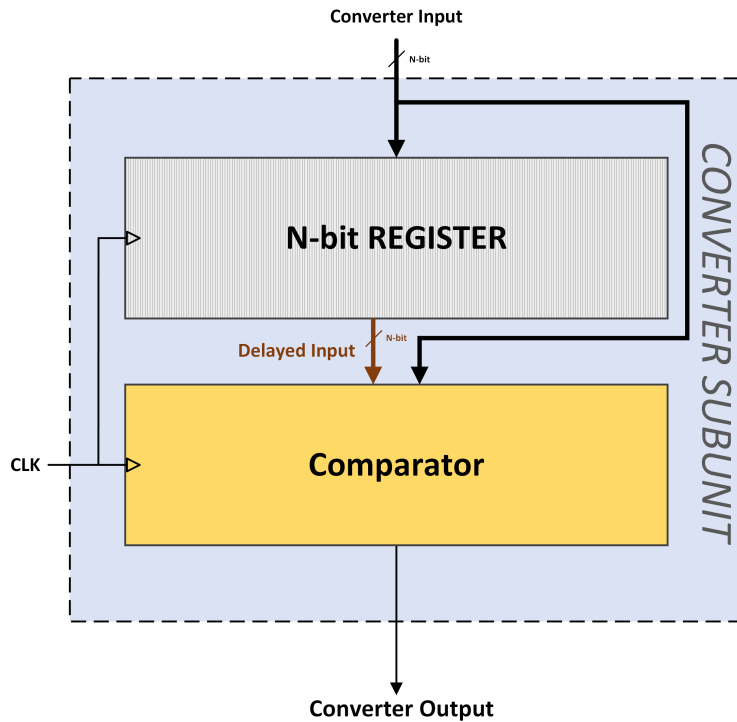 Converter Input
N-bit
CONVERTER SUBUNIT
N-bit REGISTER
N-bit
Delayed Input
CLK
Comparator
Converter Output